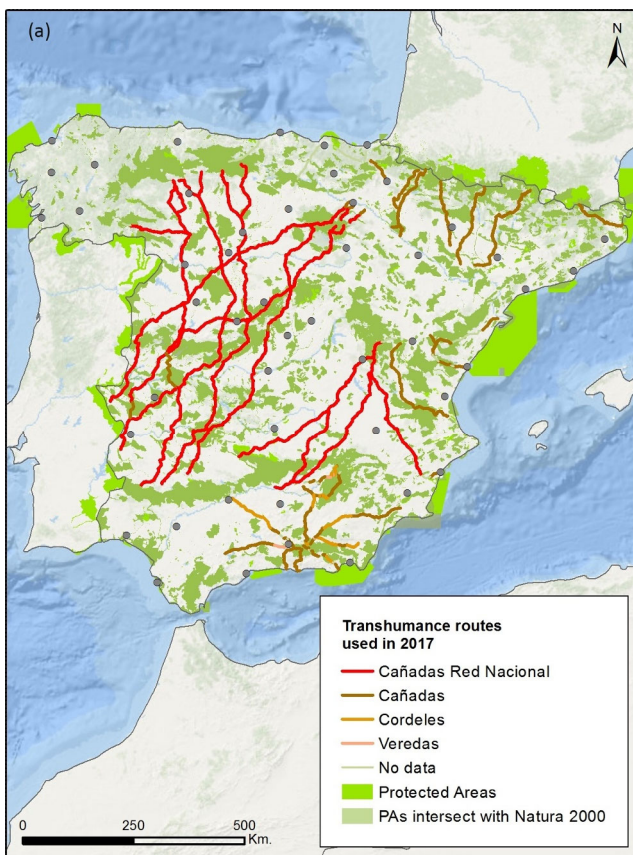 (a)
N
Transhumance routes
used in 2017
Cañadas Red Nacional
Cañadas
Cordeles
Veredas
No data
Protected Areas
PAs intersect with Natura 2000
0 250 500
Km.